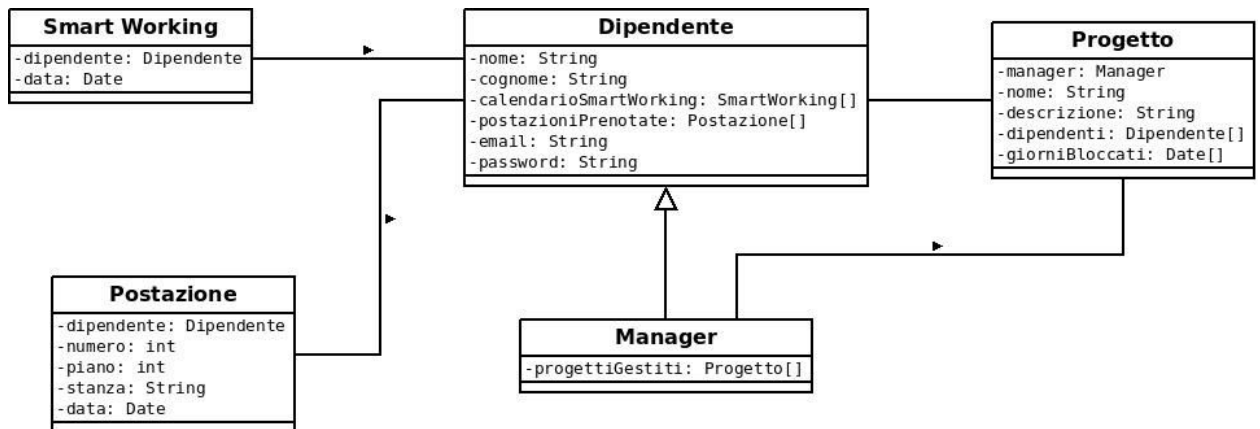 Smart Working
-dipendente: Dipendente
-data: Date
Dipendente
-nome: String
-cognome: String
-calendarioSmartWorking: SmartWorking[]
-postazioniPrenotate: Postazione[]
-email: String
-password: String
Progetto
-manager: Manager
-nome: String
-descrizione: String
-dipendenti: Dipendente[]
-giorniBloccati: Date[]
Postazione
-dipendente: Dipendente
-numero: int
-piano: int
-stanza: String
-data: Date
Manager
-progettiGestiti: Progetto[]